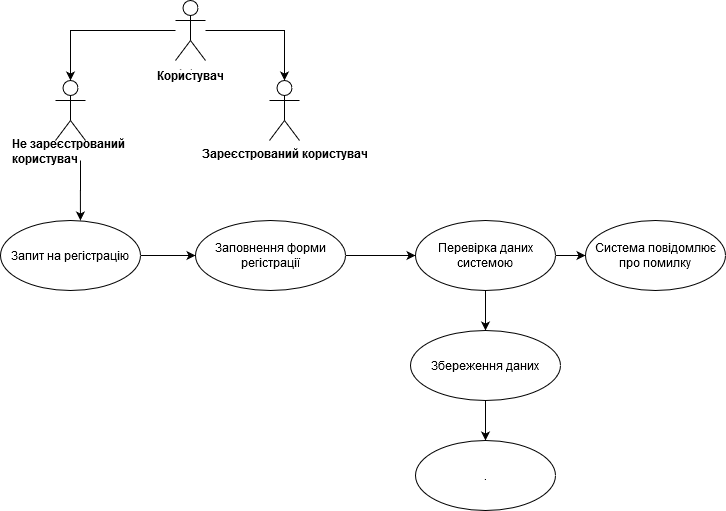 Користувач
Не зареєстрований
користувач
Зареєстрований користувач
Запит на регістрацію
Заповнення форми
регістрації
Перевірка даних
системою
Система повідомлює
про помилку
Збереження даних
.